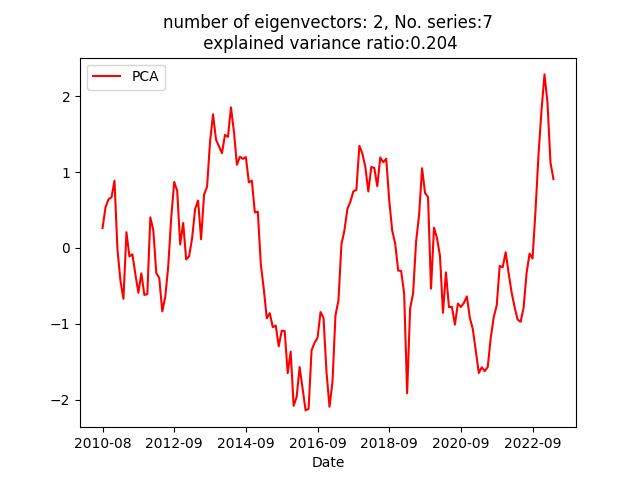 number of eigenvectors: 2, No. series:7
explained variance ratio:0.204
PCA
2
1
0
−1
−2
2010-08 2012-09 2014-09 2016-09 2018-09 2020-09 2022-09
Date